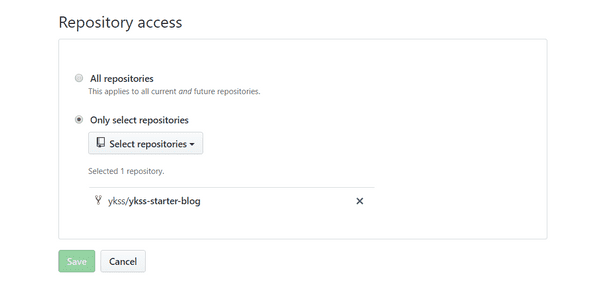 Repository access
All repositories
This applies to all current and future repositories.
Only select repositories
Select repositories
Selected 1 repository.
ykss/ykss-starter-blog
Save Cancel